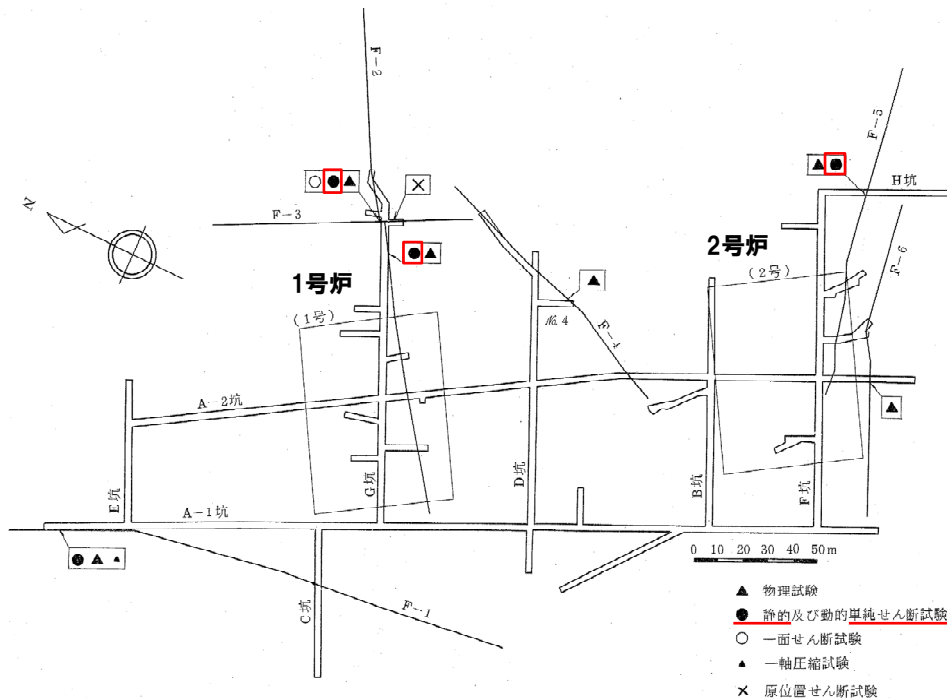 F-2
F-5
H坑
F-3
F-6
N
1号炉
2号炉
(1号)
(2号)
№4
F-4
A-2坑
E坑
G坑
D坑
B坑
F坑
A-1坑
C坑
F-1
0 10 20 30 40 50m
▲ 物理試験
● 静的及び動的単純せん断試験
○ 一面せん断試験
▲ 一軸圧縮試験
× 原位置せん断試験